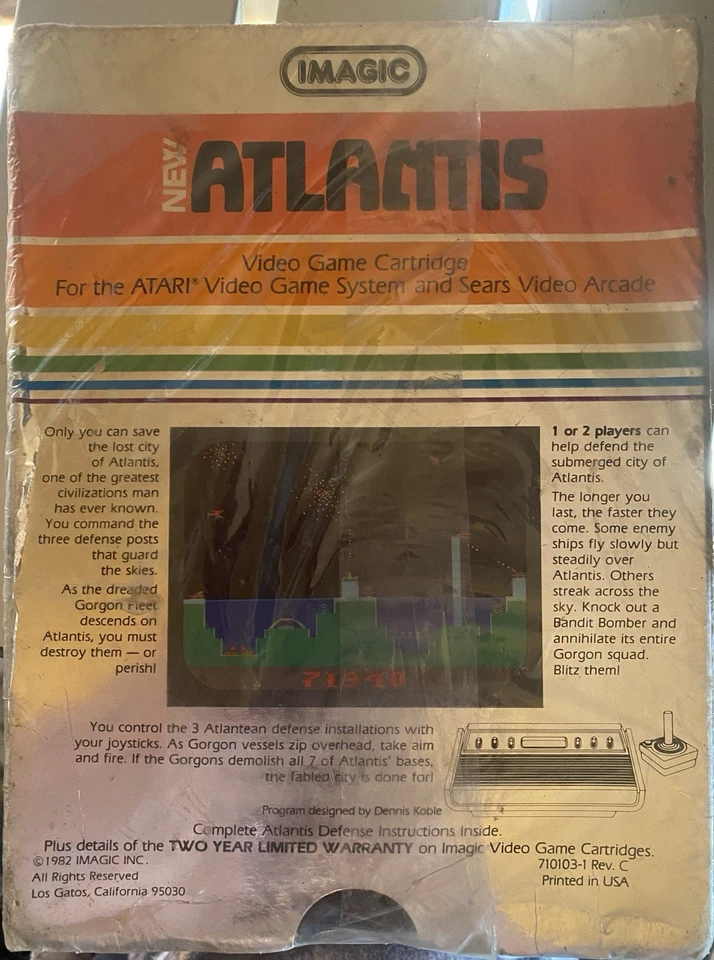 IMAGIC
NEW!
ATLANTIS
Video Game Cartridge
For the ATARI® Video Game System and Sears Video Arcade
Only you can save
the lost city
of Atlantis,
one of the greatest
civilizations man
has ever known.
You command the
three defense posts
that guard
the skies.
As the dreaded
Gorgon Fleet
descends on
Atlantis, you must
destroy them — or
perish!
71940
1 or 2 players can
help defend the
submerged city of
Atlantis.
The longer you
last, the faster they
come. Some enemy
ships fly slowly but
steadily over
Atlantis. Others
streak across the
sky. Knock out a
Bandit Bomber and
annihilate its entire
Gorgon squad.
Blitz them!
You control the 3 Atlantean defense installations with
your joysticks. As Gorgon vessels zip overhead, take aim
and fire. If the Gorgons demolish all 7 of Atlantis' bases,
the fabled city is done for!
Program designed by Dennis Koble
Complete Atlantis Defense Instructions Inside.
Plus details of the TWO YEAR LIMITED WARRANTY on Imagic Video Game Cartridges.
©1982 IMAGIC INC.
All Rights Reserved
Los Gatos, California 95030
710103-1 Rev. C
Printed in USA